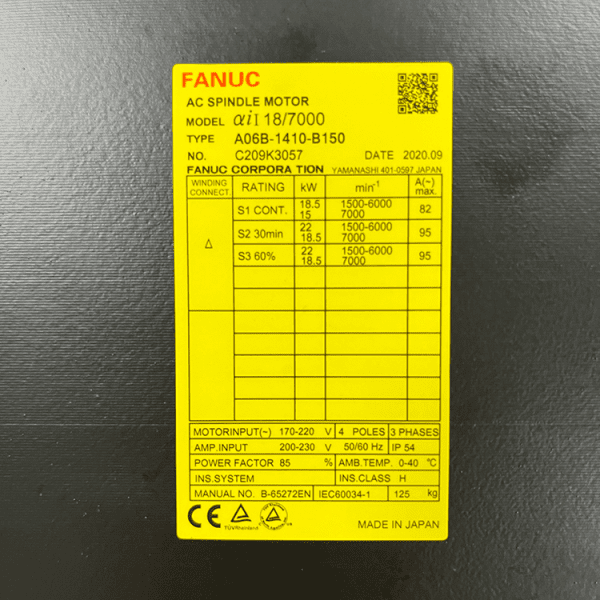 FANUC
AC SPINDLE MOTOR
MODEL αiI 18/7000
TYPE A06B-1410-B150
NO. C209K3057 DATE 2020.09
FANUC CORPORATION YAMANASHI 401-0597 JAPAN
WINDING CONNECT. RATING kW min⁻¹ A(~) max.
△ S1 CONT. 18.5 1500-6000 82
15 7000
S2 30min 22 1500-6000 95
18.5 7000
S3 60% 22 1500-6000 95
18.5 7000
MOTORINPUT(~) 170-220 V 4 POLES 3 PHASES
AMP.INPUT 200-230 V 50/60 Hz IP 54
POWER FACTOR 85 % AMB.TEMP. 0-40 ℃
INS.SYSTEM INS.CLASS H
MANUAL NO. B-65272EN IEC60034-1 125 kg
CE TÜVRheinland
MADE IN JAPAN